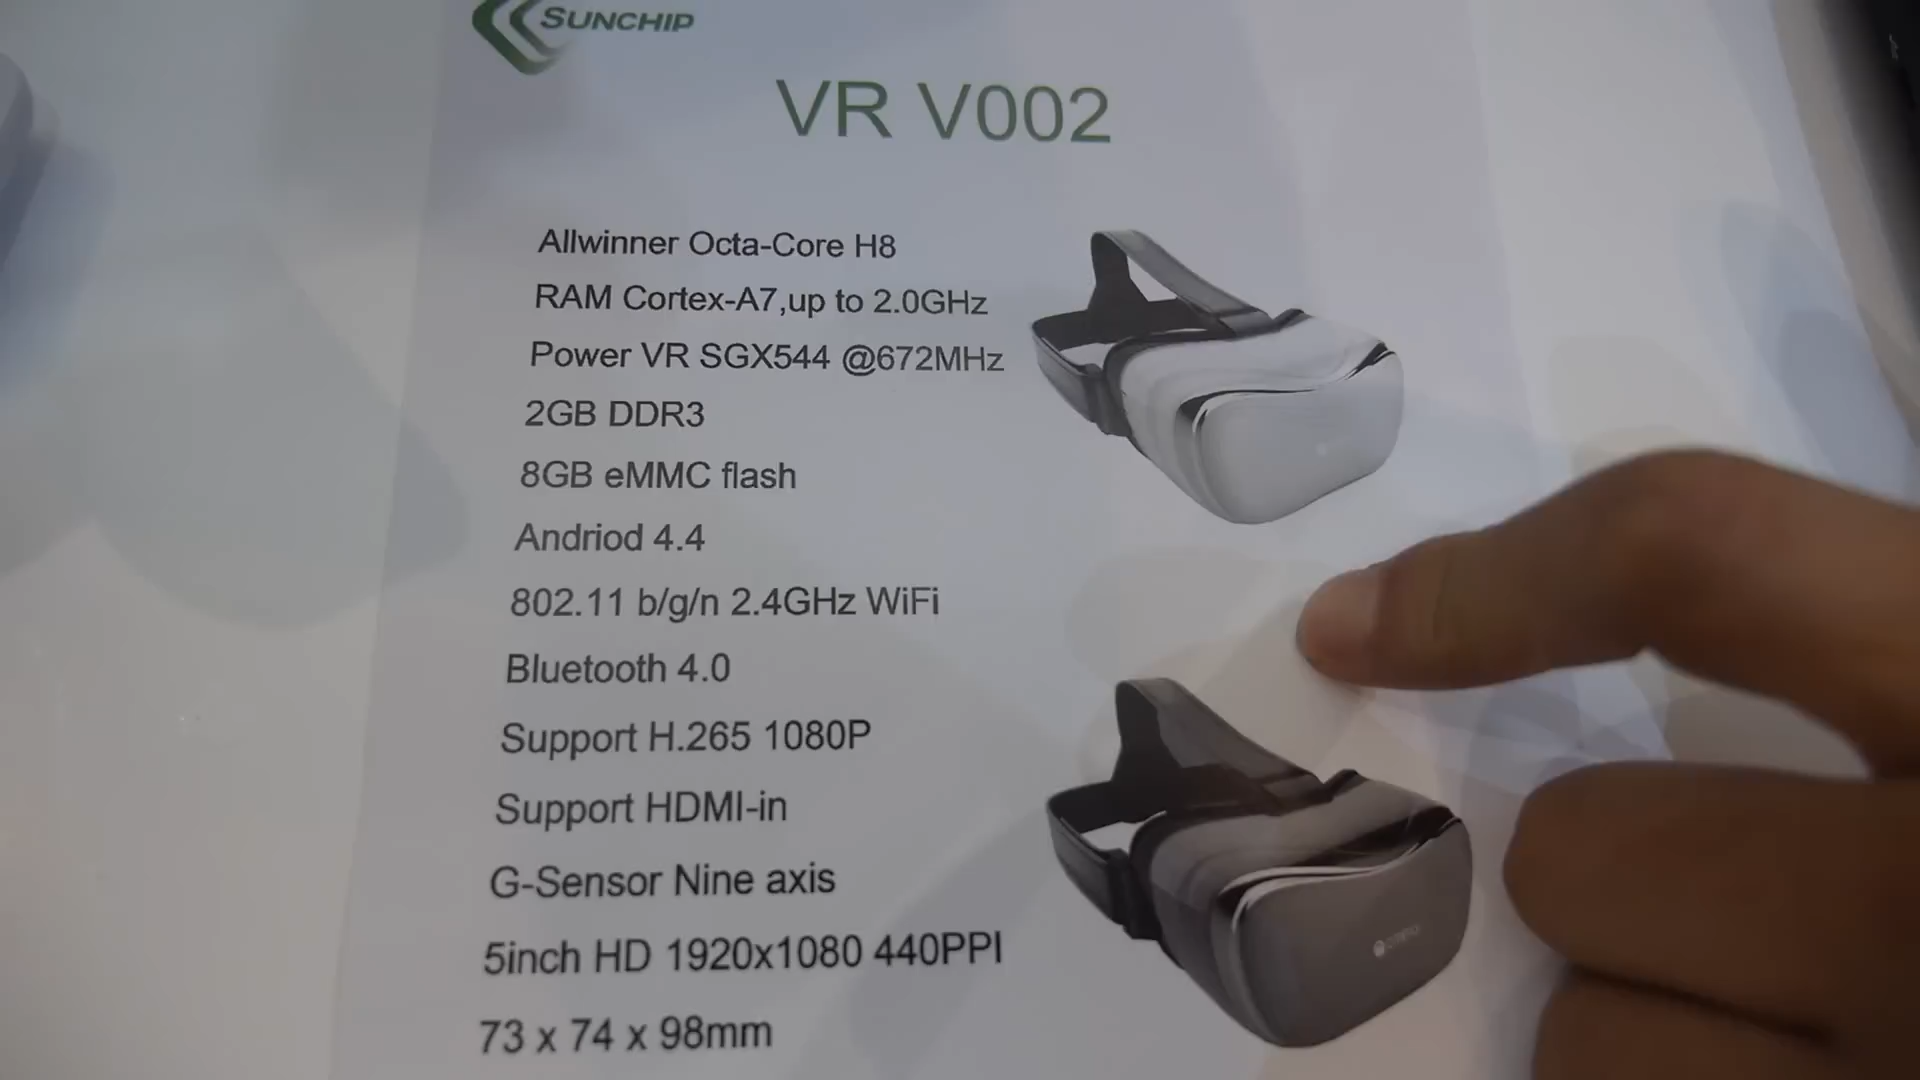 SUNCHIP
VR V002
Allwinner Octa-Core H8
RAM Cortex-A7,up to 2.0GHz
Power VR SGX544 @672MHz
2GB DDR3
8GB eMMC flash
Andriod 4.4
802.11 b/g/n 2.4GHz WiFi
Bluetooth 4.0
Support H.265 1080P
Support HDMI-in
G-Sensor Nine axis
5inch HD 1920x1080 440PPI
73 x 74 x 98mm